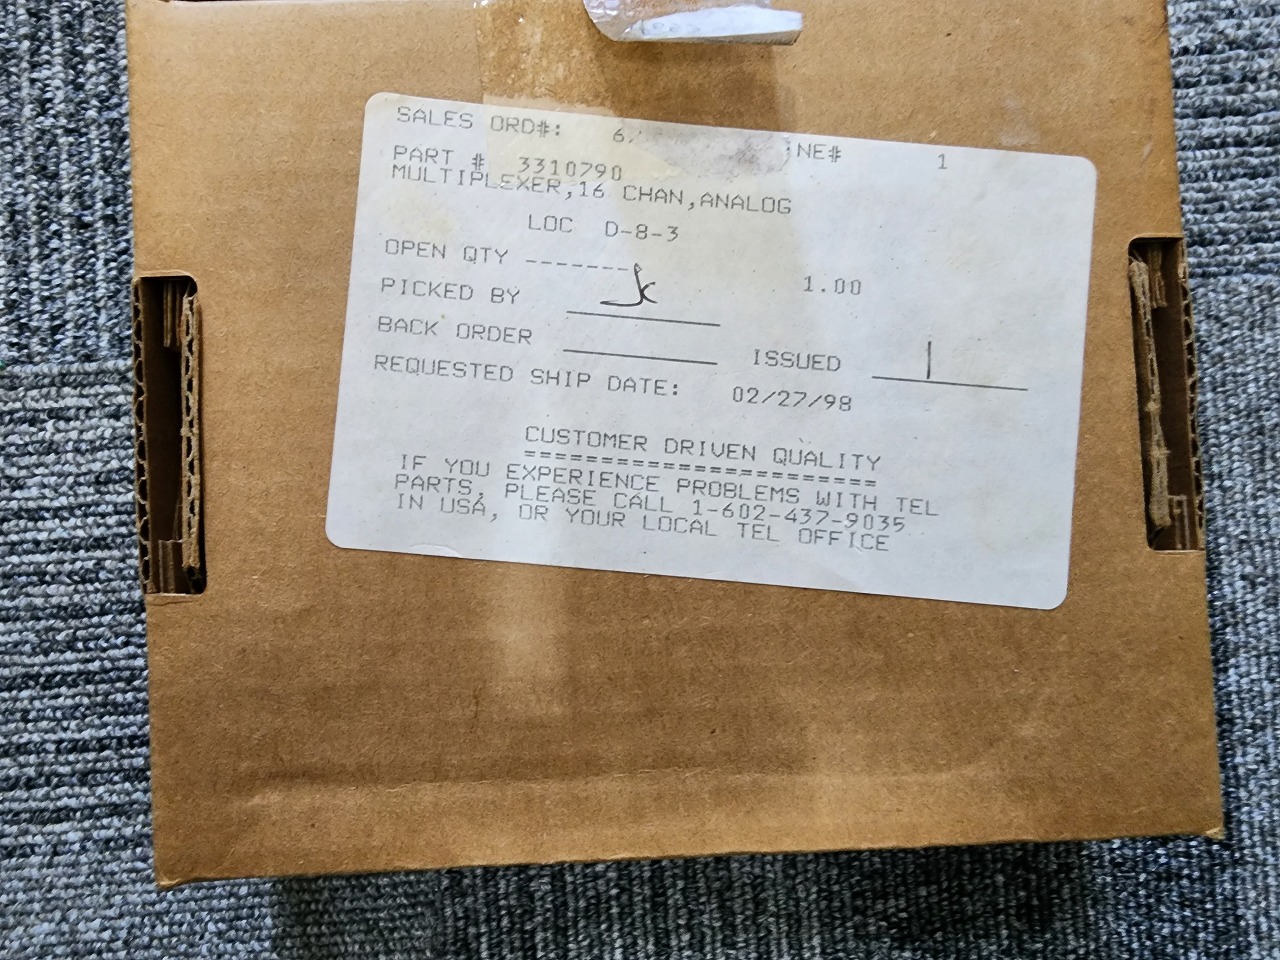 SALES ORD#: NE# 1
PART # 3310790
MULTIPLEXER,16 CHAN,ANALOG
LOC D-8-3
OPEN QTY -------- 1.00
PICKED BY
BACK ORDER ISSUED 1
REQUESTED SHIP DATE: 02/27/98
CUSTOMER DRIVEN QUALITY
=======================
IF YOU EXPERIENCE PROBLEMS WITH TEL
PARTS, PLEASE CALL 1-602-437-9035
IN USA, OR YOUR LOCAL TEL OFFICE